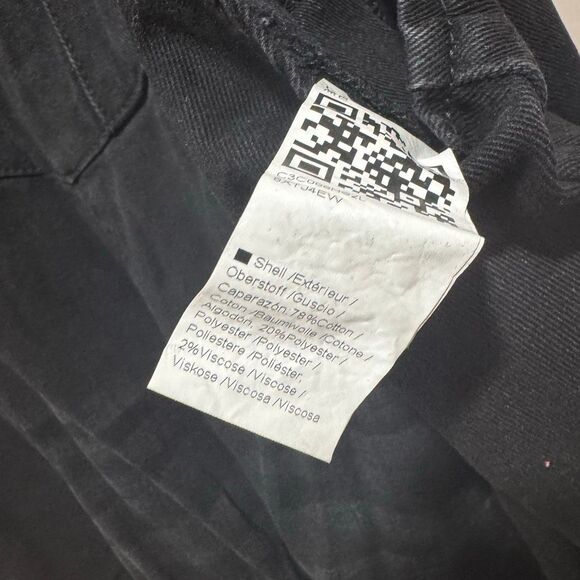 6XTJ4EW
■ Shell /Extérieur /
Oberstoff /Guscio /
Caparazón: 78%Cotton /
Coton /Baumwolle /Cotone /
Algodón, 20%Polyester /
Polyester /Polyester /
Poliestere /Poliéster,
2%Viscose /Viscose /
Viskose /Viscosa /Viscosa